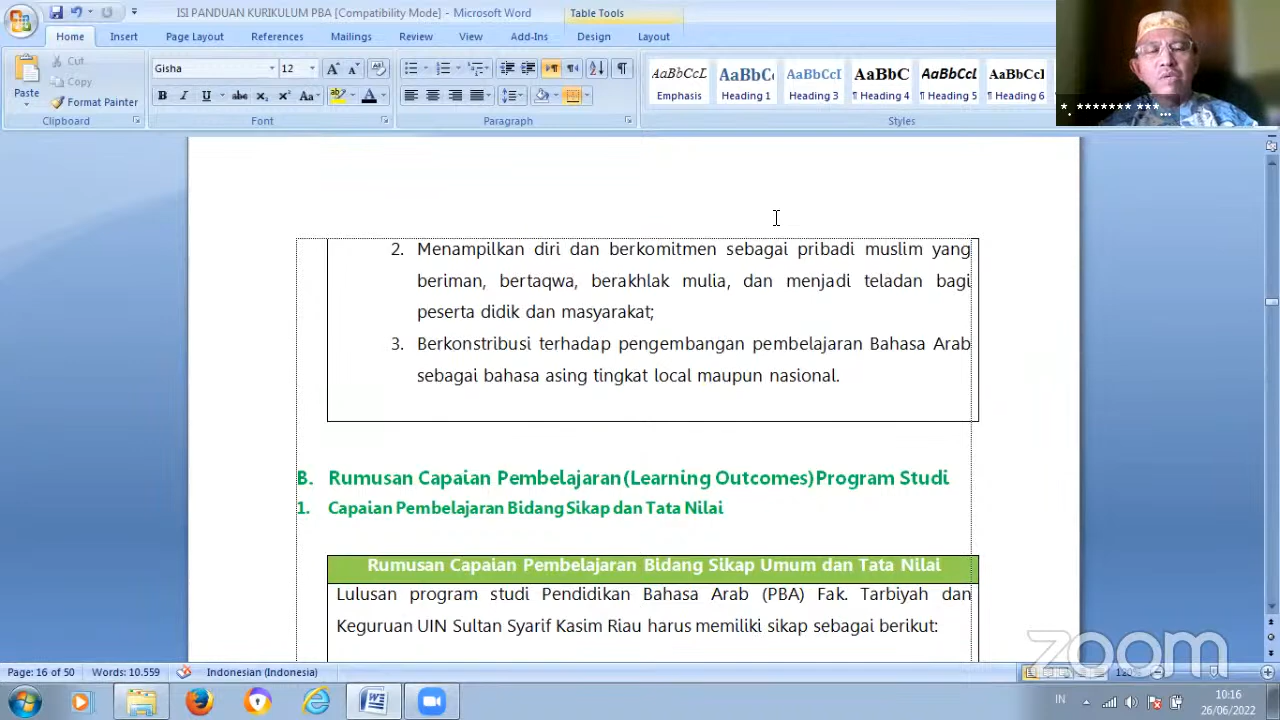 ISI PANDUAN KURIKULUM PBA [Compatibility Mode] - Microsoft Word
Table Tools
Home Insert Page Layout References Mailings Review View Add-Ins Design Layout
Paste
Cut
Copy
Format Painter
Clipboard
Gisha 12
Font
Paragraph
AaBbCcL AaBbC AaBbCcI AaBbC AaBbCcL AaBbCcl
Emphasis Heading 1 Heading 3 ¶ Heading 4 ¶ Heading 5 ¶ Heading 6
Styles
*. ******* ***...
2. Menampilkan diri dan berkomitmen sebagai pribadi muslim yang
beriman, bertaqwa, berakhlak mulia, dan menjadi teladan bagi
peserta didik dan masyarakat;
3. Berkonstribusi terhadap pengembangan pembelajaran Bahasa Arab
sebagai bahasa asing tingkat local maupun nasional.
B. Rumusan Capaian Pembelajaran (Learning Outcomes) Program Studi
1. Capaian Pembelajaran Bidang Sikap dan Tata Nilai
Rumusan Capaian Pembelajaran Bidang Sikap Umum dan Tata Nilai
Lulusan program studi Pendidikan Bahasa Arab (PBA) Fak. Tarbiyah dan
Keguruan UIN Sultan Syarif Kasim Riau harus memiliki sikap sebagai berikut:
zoom
Page: 16 of 50 Words: 10.559 Indonesian (Indonesia)
IN
10:16
26/06/2022